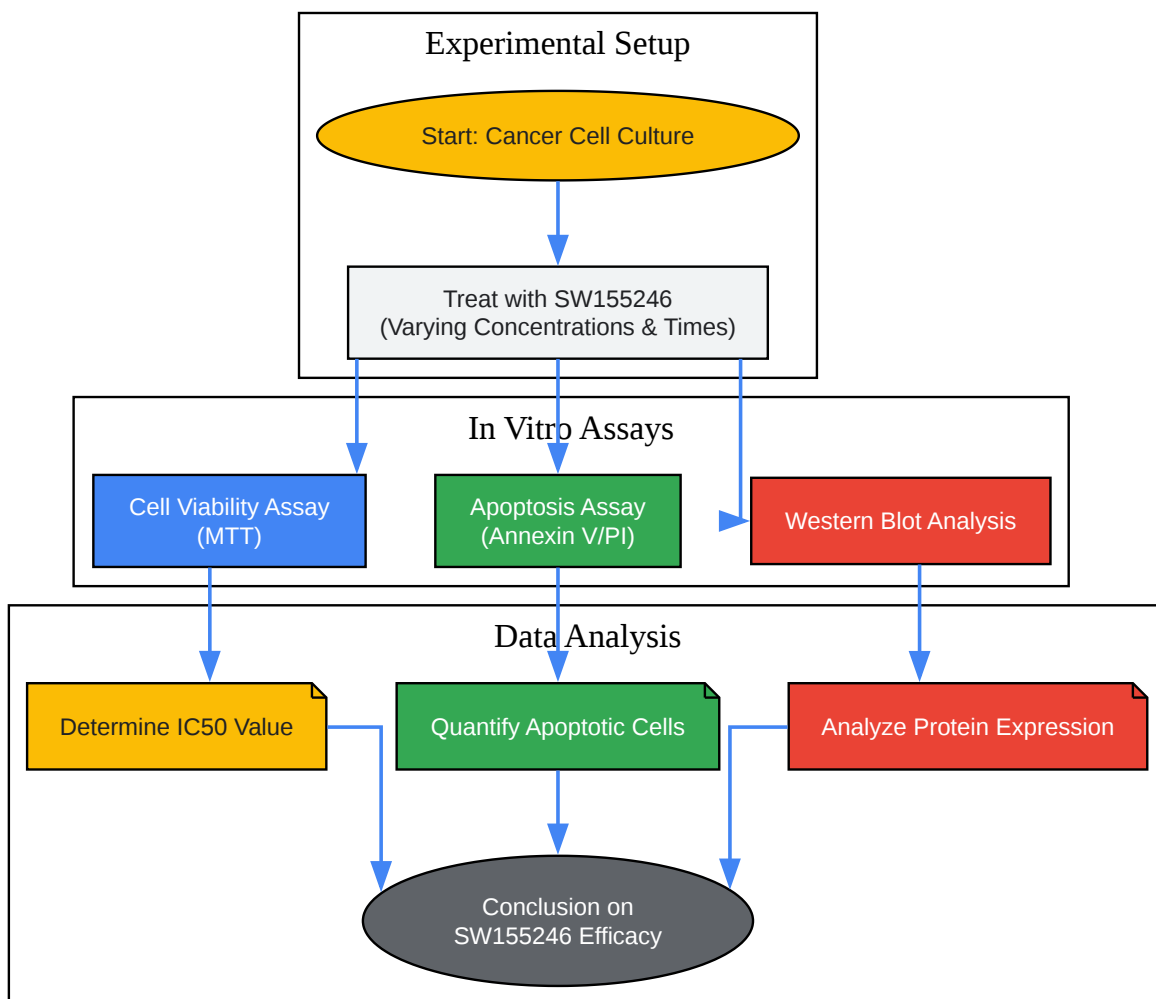 Experimental Setup
Start: Cancer Cell Culture
Treat with SW155246
(Varying Concentrations & Times)
In Vitro Assays
Cell Viability Assay
(MTT)
Apoptosis Assay
(Annexin V/PI)
Western Blot Analysis
Data Analysis
Determine IC50 Value
Quantify Apoptotic Cells
Analyze Protein Expression
Conclusion on
SW155246 Efficacy